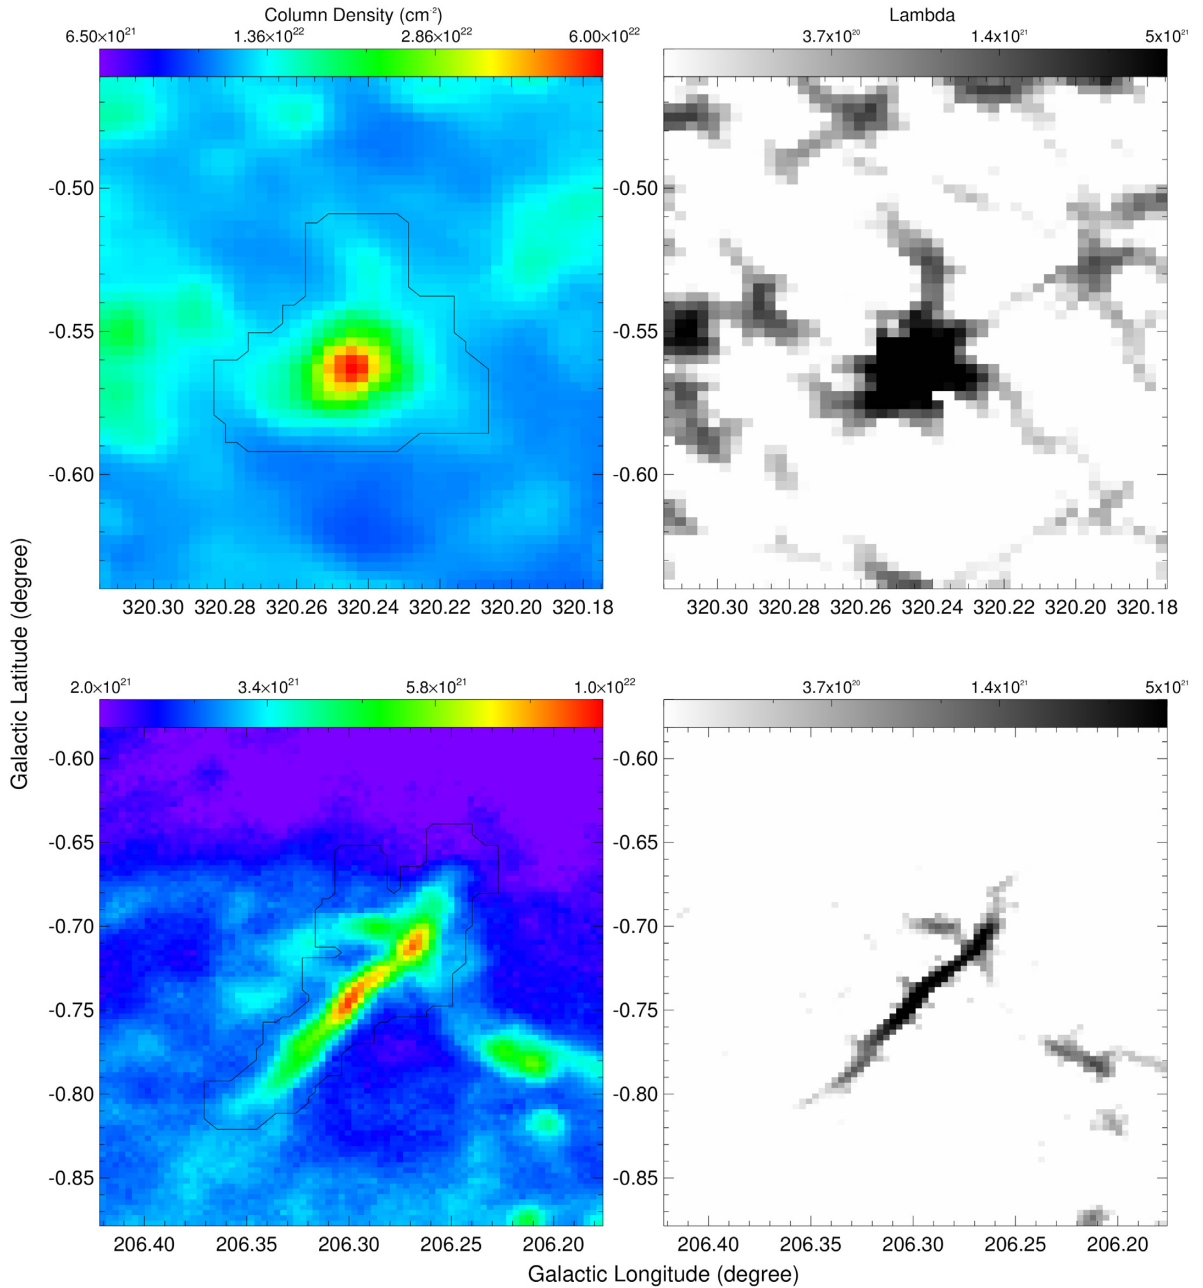 Column Density (cm⁻²)
6.50×10²¹ 1.36×10²² 2.86×10²² 6.00×10²²
Lambda
3.7×10²⁰ 1.4×10²¹ 5×10²¹
-0.50
-0.55
-0.60
320.30 320.28 320.26 320.24 320.22 320.20 320.18
-0.50
-0.55
-0.60
320.30 320.28 320.26 320.24 320.22 320.20 320.18
Galactic Latitude (degree)
2.0×10²¹ 3.4×10²¹ 5.8×10²¹ 1.0×10²²
3.7×10²⁰ 1.4×10²¹ 5×10²¹
-0.60
-0.65
-0.70
-0.75
-0.80
-0.85
206.40 206.35 206.30 206.25 206.20
-0.60
-0.65
-0.70
-0.75
-0.80
-0.85
206.40 206.35 206.30 206.25 206.20
Galactic Longitude (degree)